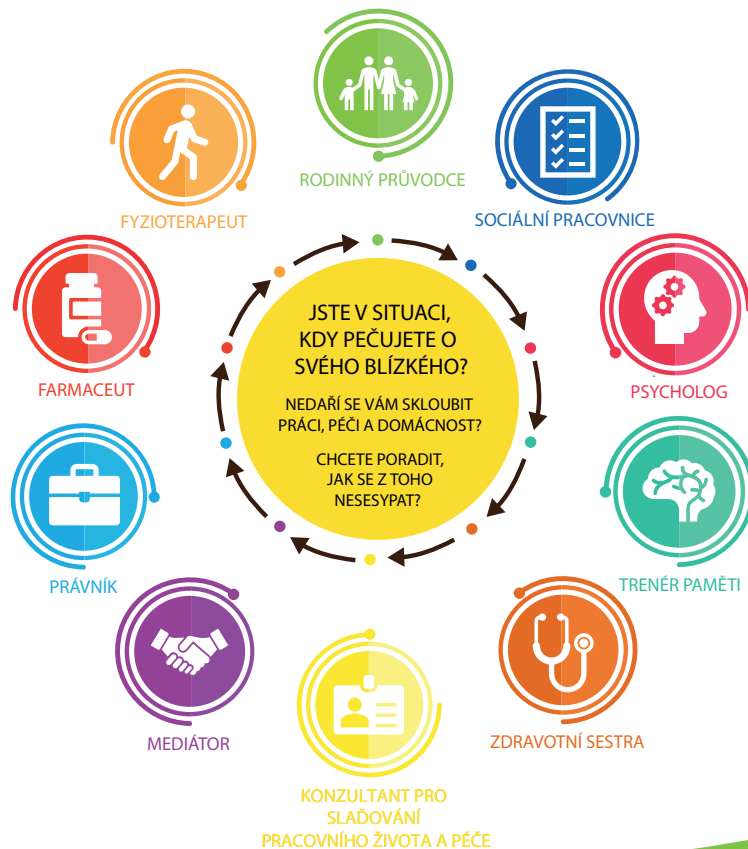 RODINNÝ PRŮVODCE
SOCIÁLNÍ PRACOVNICE
PSYCHOLOG
TRENÉR PAMĚTI
ZDRAVOTNÍ SESTRA
KONZULTANT PRO
SLAĎOVÁNÍ
PRACOVNÍHO ŽIVOTA A PÉČE
MEDIÁTOR
PRÁVNÍK
FARMACEUT
FYZIOTERAPEUT
JSTE V SITUACI,
KDY PEČUJETE O
SVÉHO BLÍZKÉHO?
NEDAŘÍ SE VÁM SKLOUBIT
PRÁCI, PÉČI A DOMÁCNOST?
CHCETE PORADIT,
JAK SE Z TOHO
NESESYPAT?